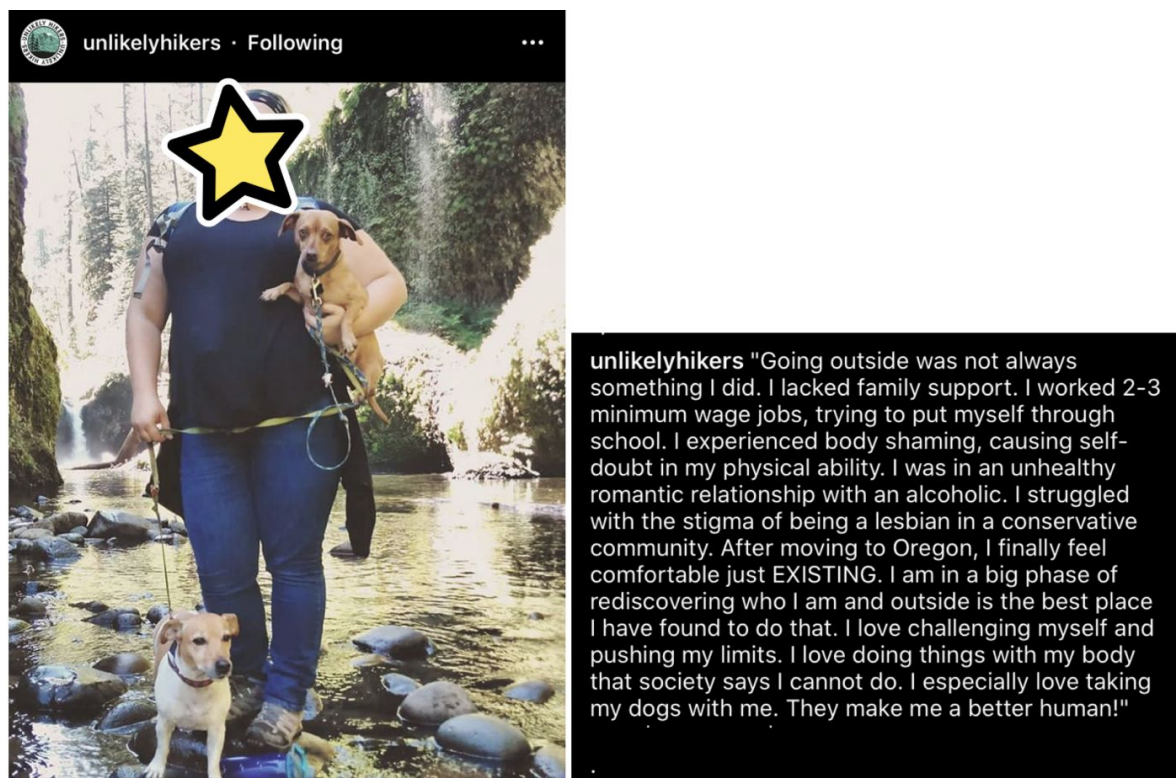 UNLIKELY HIKERS · UNLIKELY HIKERS
unlikelyhikers · Following
unlikelyhikers "Going outside was not always
something I did. I lacked family support. I worked 2-3
minimum wage jobs, trying to put myself through
school. I experienced body shaming, causing self-
doubt in my physical ability. I was in an unhealthy
romantic relationship with an alcoholic. I struggled
with the stigma of being a lesbian in a conservative
community. After moving to Oregon, I finally feel
comfortable just EXISTING. I am in a big phase of
rediscovering who I am and outside is the best place
I have found to do that. I love challenging myself and
pushing my limits. I love doing things with my body
that society says I cannot do. I especially love taking
my dogs with me. They make me a better human!"
.